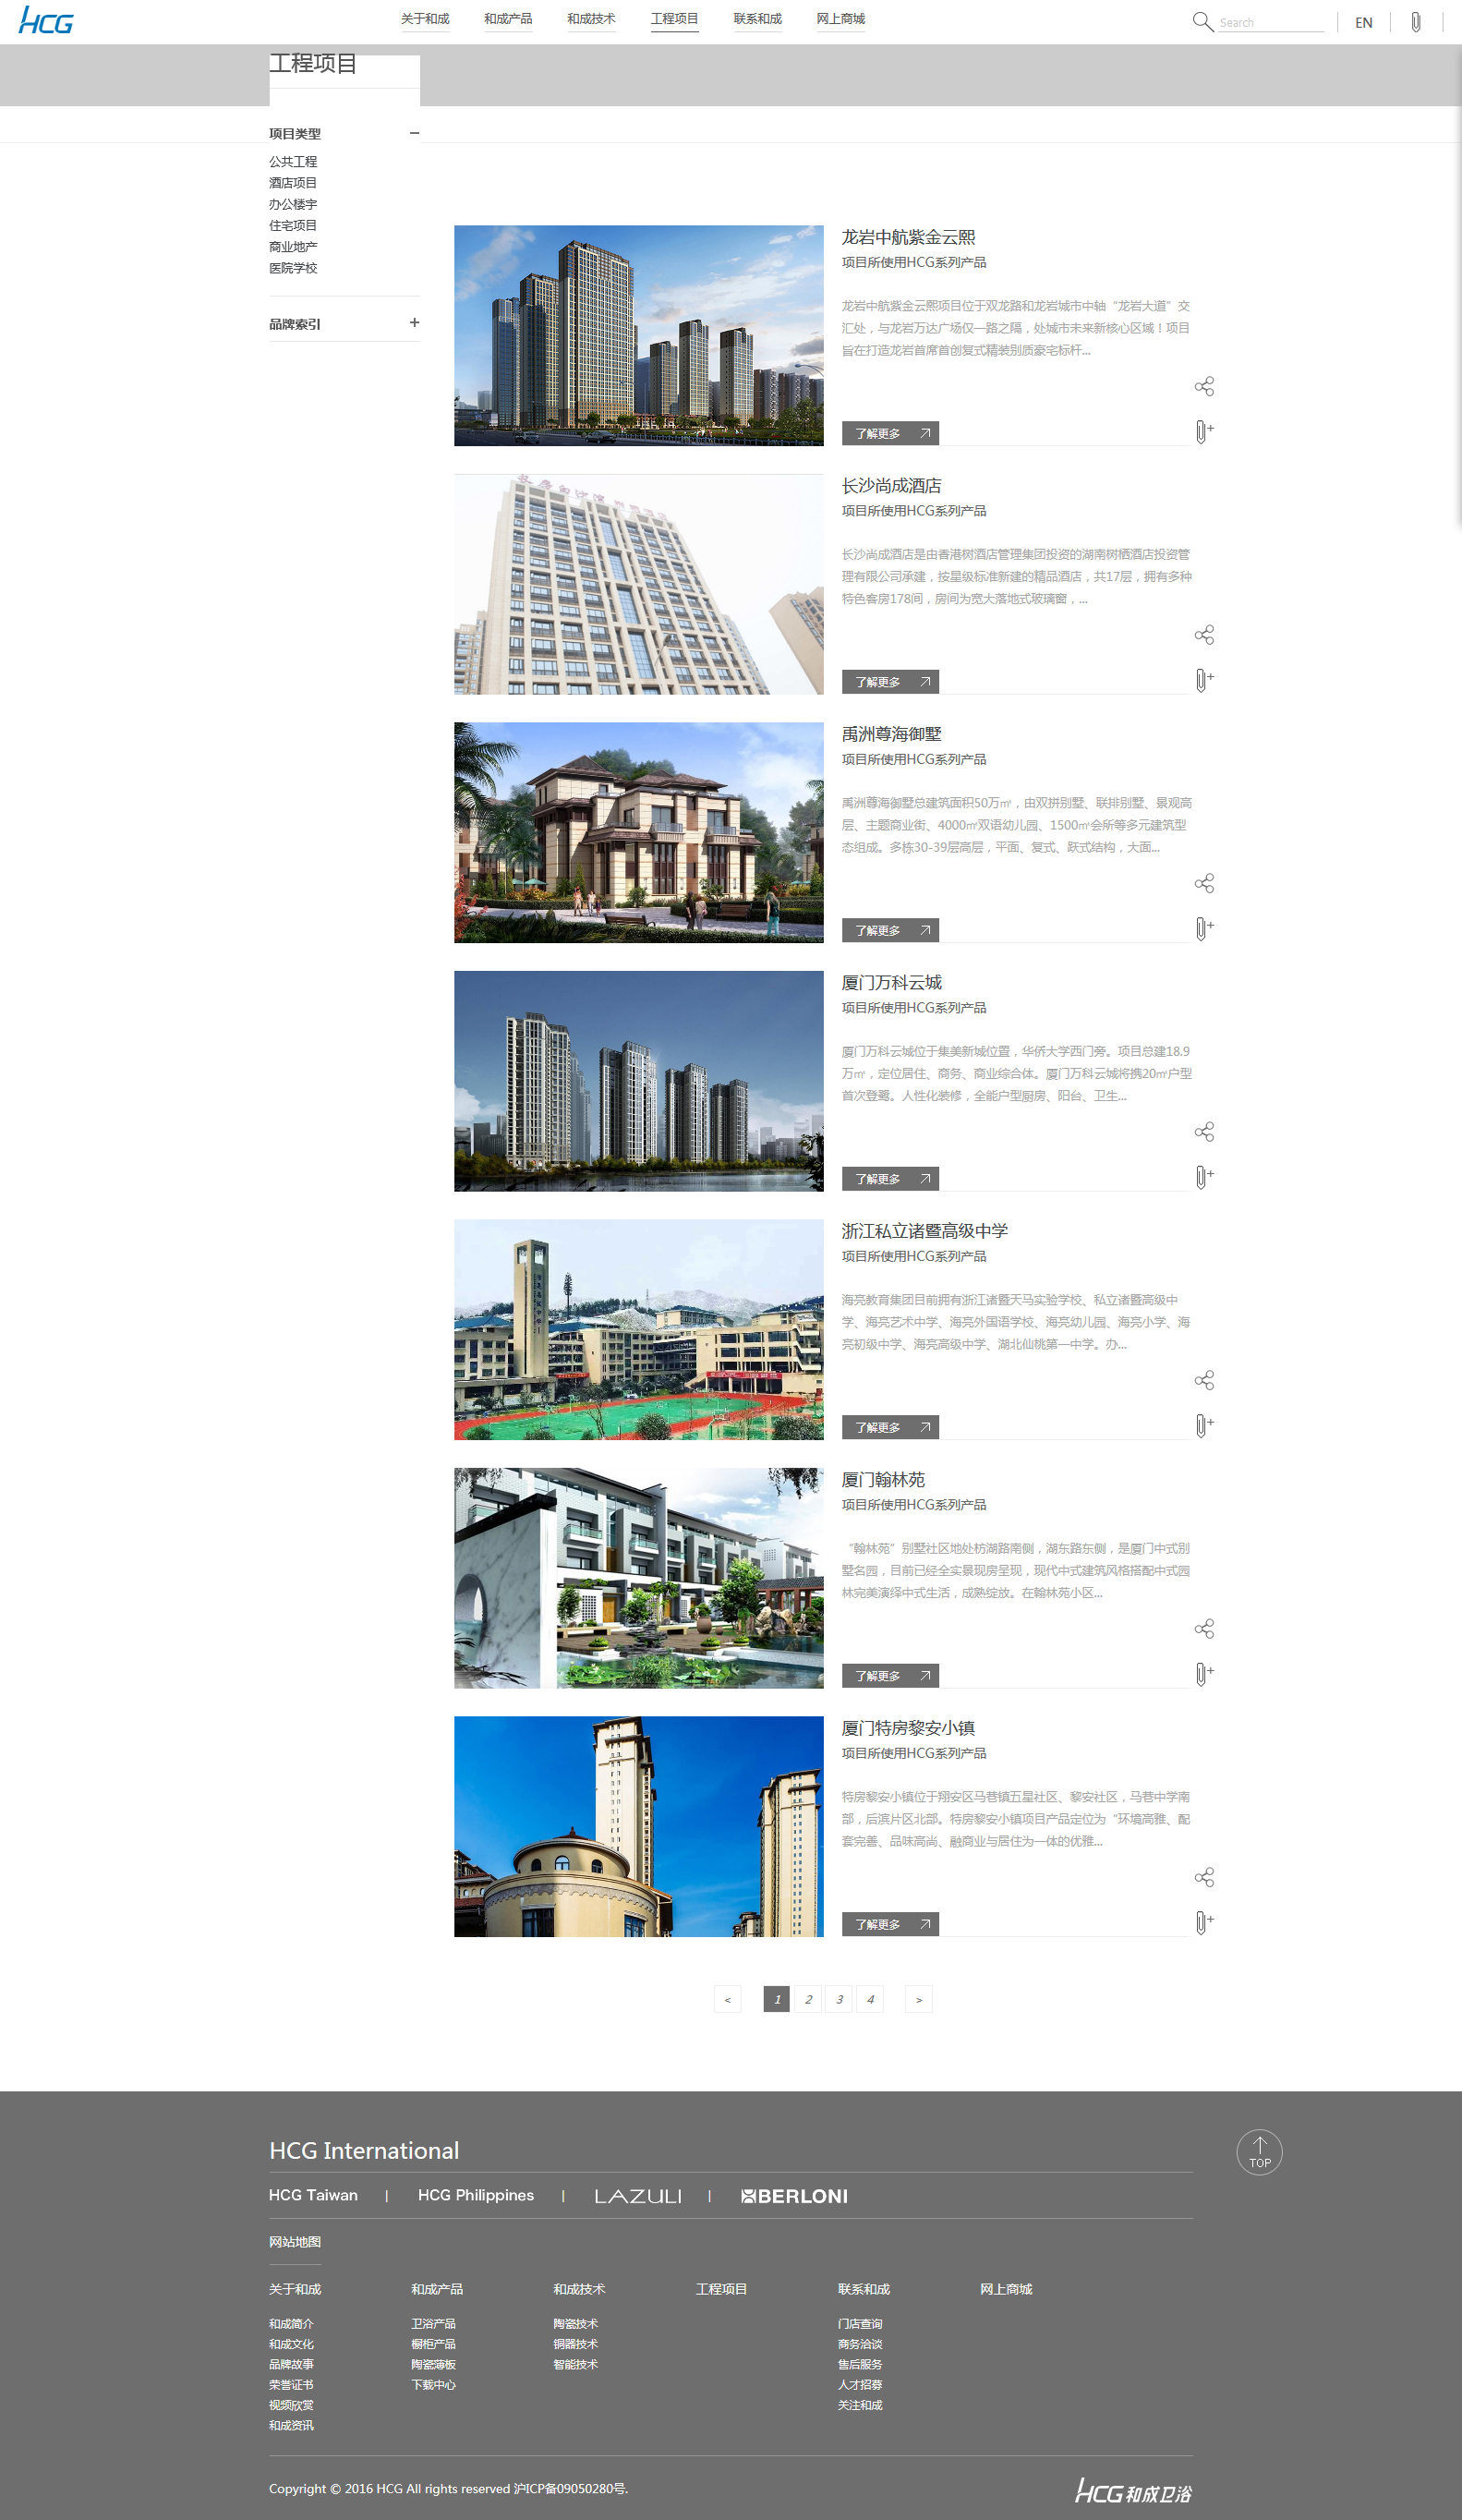 HCG
关于和成 和成产品 和成技术 工程项目 联系和成 网上商城
Search
EN
工程项目
项目类型
公共工程
酒店项目
办公楼宇
住宅项目
商业地产
医院学校
品牌索引
龙岩中航紫金云熙
项目所使用HCG系列产品
龙岩中航紫金云熙项目位于双龙路和龙岩城市中轴“龙岩大道”交
汇处，与龙岩万达广场仅一路之隔，处城市未来新核心区域！项目
旨在打造龙岩首席首创复式精装别质豪宅标杆...
了解更多
长沙尚成酒店
项目所使用HCG系列产品
长沙尚成酒店是由香港树酒店管理集团投资的湖南树栖酒店投资管
理有限公司承建，按星级标准新建的精品酒店，共17层，拥有多种
特色客房178间，房间为宽大落地式玻璃窗，...
了解更多
禹洲尊海御墅
项目所使用HCG系列产品
禹洲尊海御墅总建筑面积50万㎡，由双拼别墅、联排别墅、景观高
层、主题商业街、4000㎡双语幼儿园、1500㎡会所等多元建筑型
态组成。多栋30-39层高层，平面、复式、跃式结构，大面...
了解更多
厦门万科云城
项目所使用HCG系列产品
厦门万科云城位于集美新城位置，华侨大学西门旁。项目总建18.9
万㎡，定位居住、商务、商业综合体。厦门万科云城将携20㎡户型
首次登鹭。人性化装修，全能户型厨房、阳台、卫生...
了解更多
浙江私立诸暨高级中学
项目所使用HCG系列产品
海亮教育集团目前拥有浙江诸暨天马实验学校、私立诸暨高级中
学、海亮艺术中学、海亮外国语学校、海亮幼儿园、海亮小学、海
亮初级中学、海亮高级中学、湖北仙桃第一中学。办...
了解更多
厦门翰林苑
项目所使用HCG系列产品
“翰林苑”别墅社区地处枋湖路南侧，湖东路东侧，是厦门中式别
墅名园，目前已经全实景现房呈现，现代中式建筑风格搭配中式园
林完美演绎中式生活，成熟绽放。在翰林苑小区...
了解更多
厦门特房黎安小镇
项目所使用HCG系列产品
特房黎安小镇位于翔安区马巷镇五星社区、黎安社区，马巷中学南
部，后滨片区北部。特房黎安小镇项目产品定位为“环境高雅、配
套完善、品味高尚、融商业与居住为一体的优雅...
了解更多
< 1 2 3 4 >
HCG International
TOP
HCG Taiwan | HCG Philippines | LAZULI | BERLONI
网站地图
关于和成 和成产品 和成技术 工程项目 联系和成 网上商城
和成简介 卫浴产品 陶瓷技术 门店查询
和成文化 橱柜产品 铜器技术 商务洽谈
品牌故事 陶瓷薄板 智能技术 售后服务
荣誉证书 下载中心 人才招募
视频欣赏 关注和成
和成资讯
Copyright © 2016 HCG All rights reserved 沪ICP备09050280号.
HCG 和成卫浴